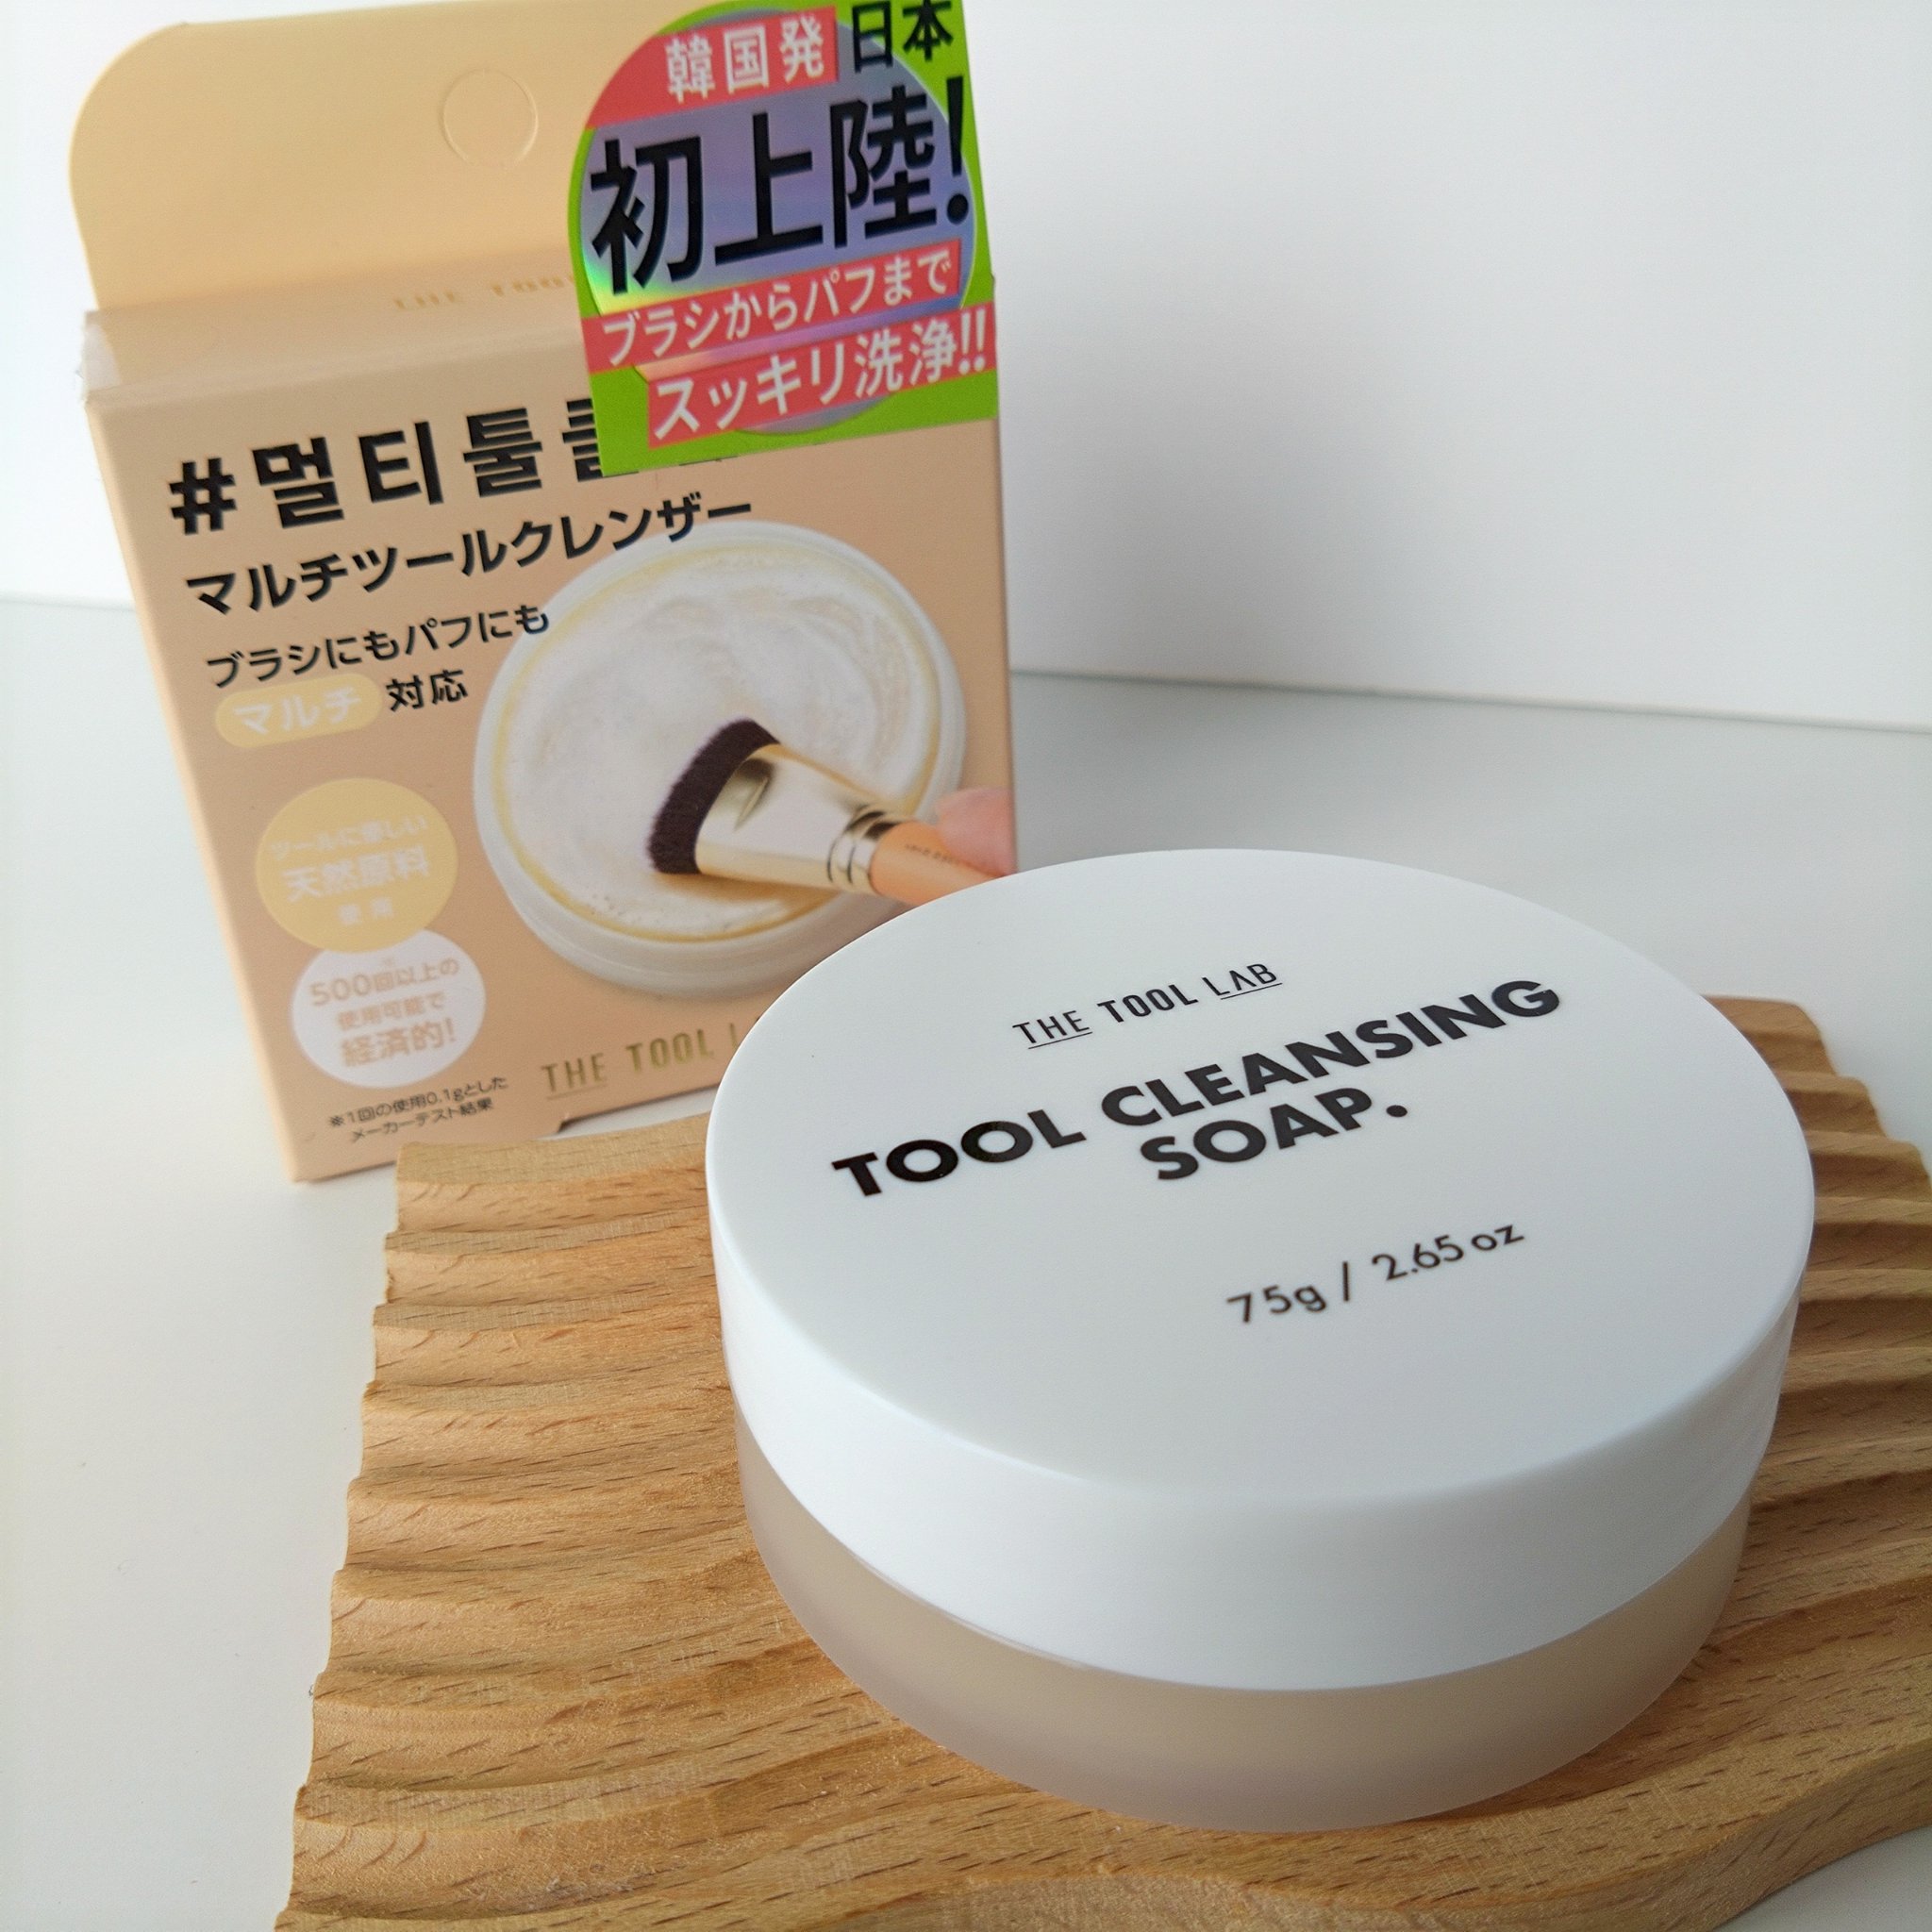 韓国発 日本
初上陸!
ブラシからパフまで
スッキリ洗浄!!
THE TOOL
#멀티툴
マルチツールクレンザー
ブラシにもパフにも
マルチ 対応
ツールに優しい
天然原料
使用
※
500回以上の
使用可能で
経済的!
※1回の使用0.1gとした
メーカーテスト結果
THE TOOL
THE TOOL LAB
TOOL CLEANSING
SOAP.
75g / 2.65 oz